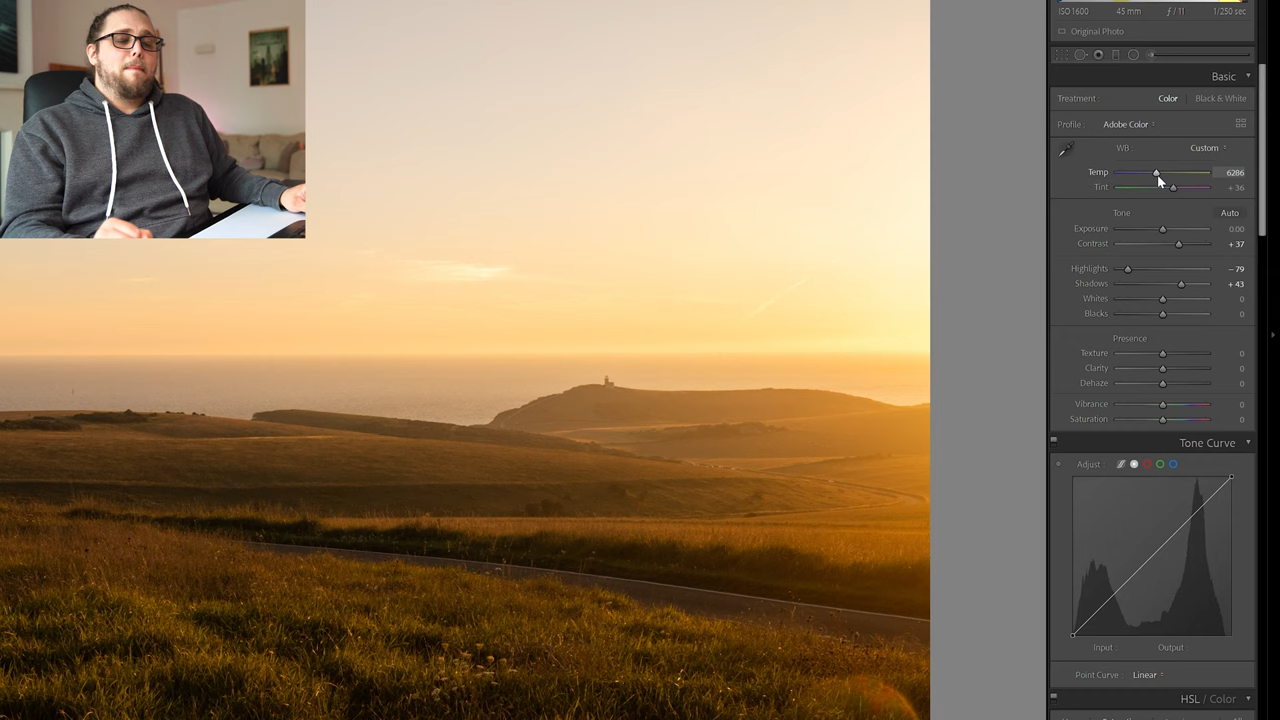 ISO 1600 45 mm ƒ / 11 1/250 sec
Original Photo
Basic
Treatment : Color Black & White
Profile : Adobe Color
WB : Custom
Temp 6286
Tint + 36
Tone Auto
Exposure 0.00
Contrast + 37
Highlights – 79
Shadows + 43
Whites 0
Blacks 0
Presence
Texture 0
Clarity 0
Dehaze 0
Vibrance 0
Saturation 0
Tone Curve
Adjust
Input : Output :
Point Curve : Linear
HSL / Color